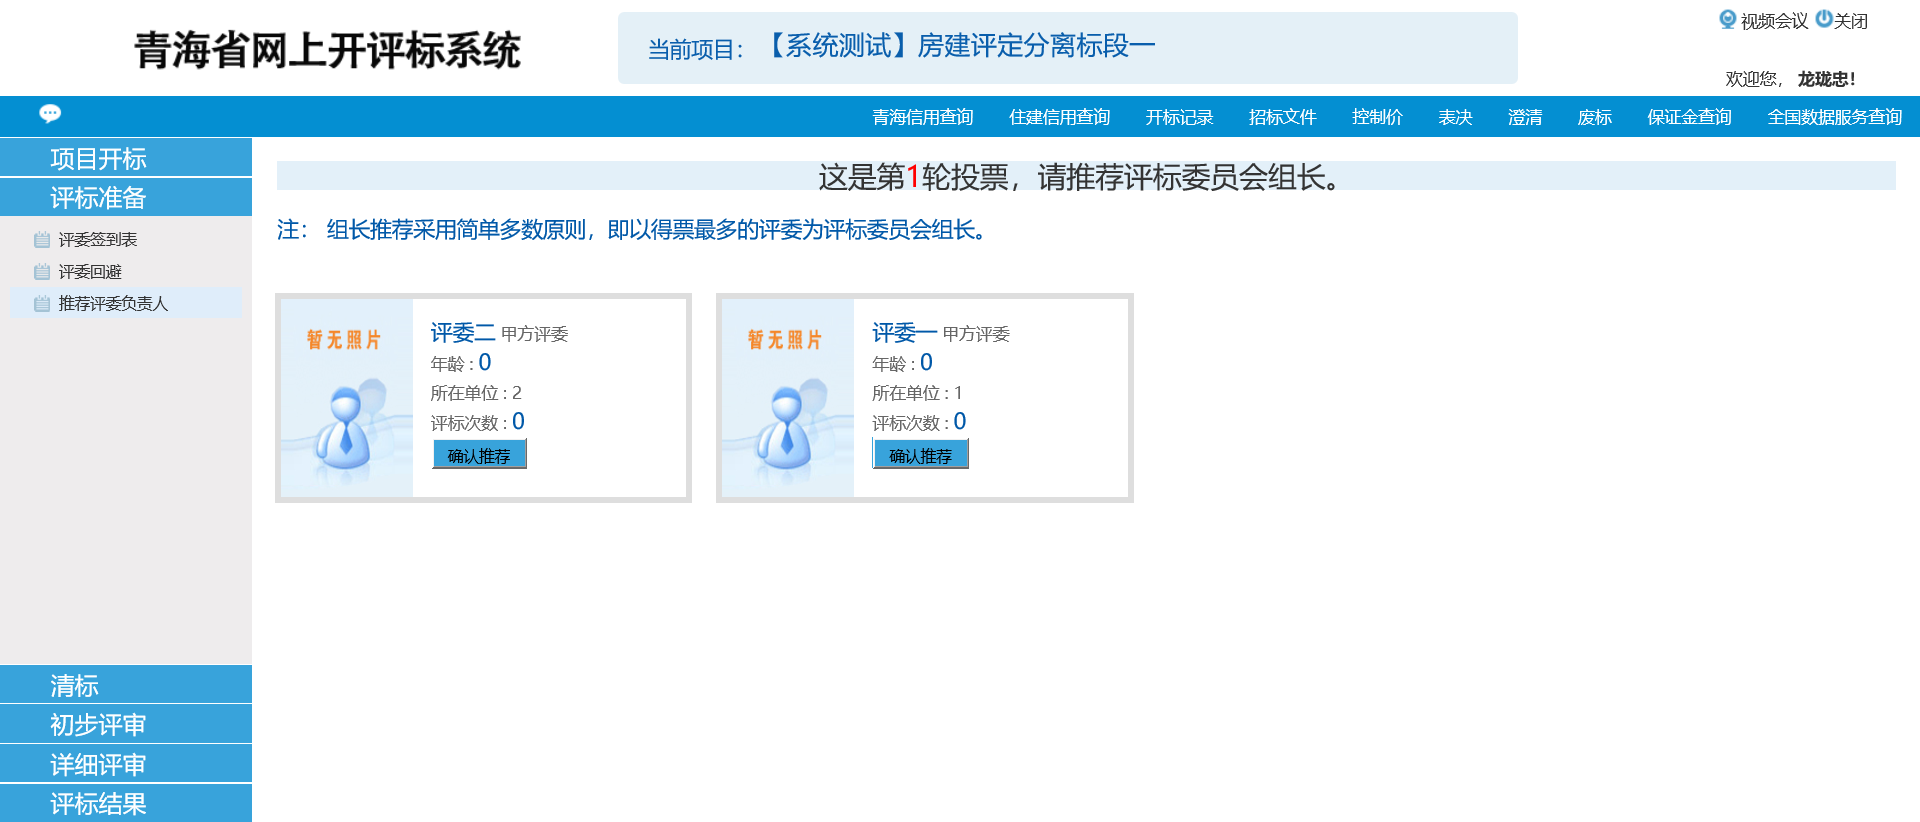 青海省网上开评标系统
当前项目：【系统测试】房建评定分离标段一
视频会议 关闭
欢迎您， 龙珑忠！
青海信用查询 住建信用查询 开标记录 招标文件 控制价 表决 澄清 废标 保证金查询 全国数据服务查询
项目开标
评标准备
评委签到表
评委回避
推荐评委负责人
清标
初步评审
详细评审
评标结果
这是第1轮投票，请推荐评标委员会组长。
注： 组长推荐采用简单多数原则，即以得票最多的评委为评标委员会组长。
暂无照片
评委二 甲方评委
年龄 : 0
所在单位 : 2
评标次数 : 0
确认推荐
暂无照片
评委一 甲方评委
年龄 : 0
所在单位 : 1
评标次数 : 0
确认推荐